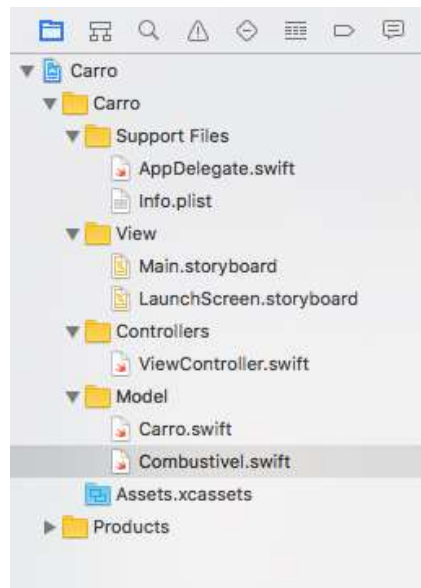 Carro
Carro
Support Files
AppDelegate.swift
Info.plist
View
Main.storyboard
LaunchScreen.storyboard
Controllers
ViewController.swift
Model
Carro.swift
Combustivel.swift
Assets.xcassets
Products